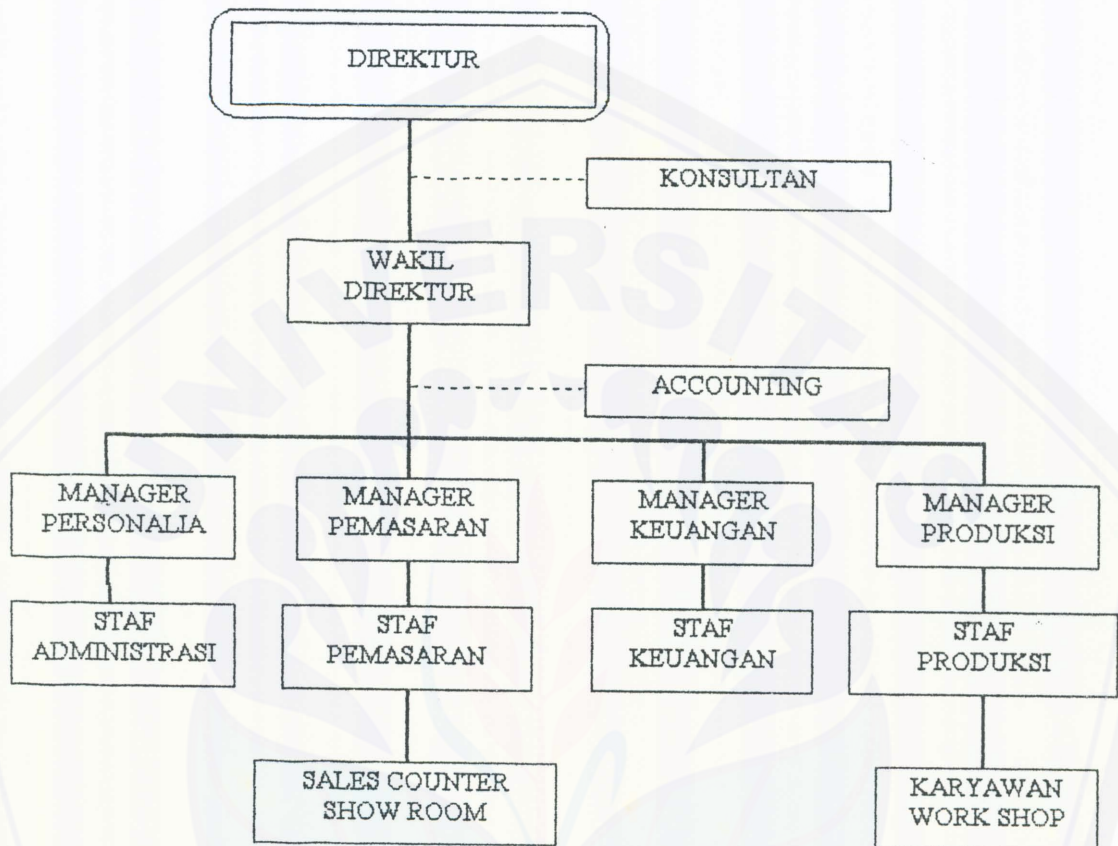 DIREKTUR
KONSULTAN
WAKIL
DIREKTUR
ACCOUNTING
MANAGER
PERSONALIA
MANAGER
PEMASARAN
MANAGER
KEUANGAN
MANAGER
PRODUKSI
STAF
ADMINISTRASI
STAF
PEMASARAN
STAF
KEUANGAN
STAF
PRODUKSI
SALES COUNTER
SHOW ROOM
KARYAWAN
WORK SHOP
UNIVERSITAS